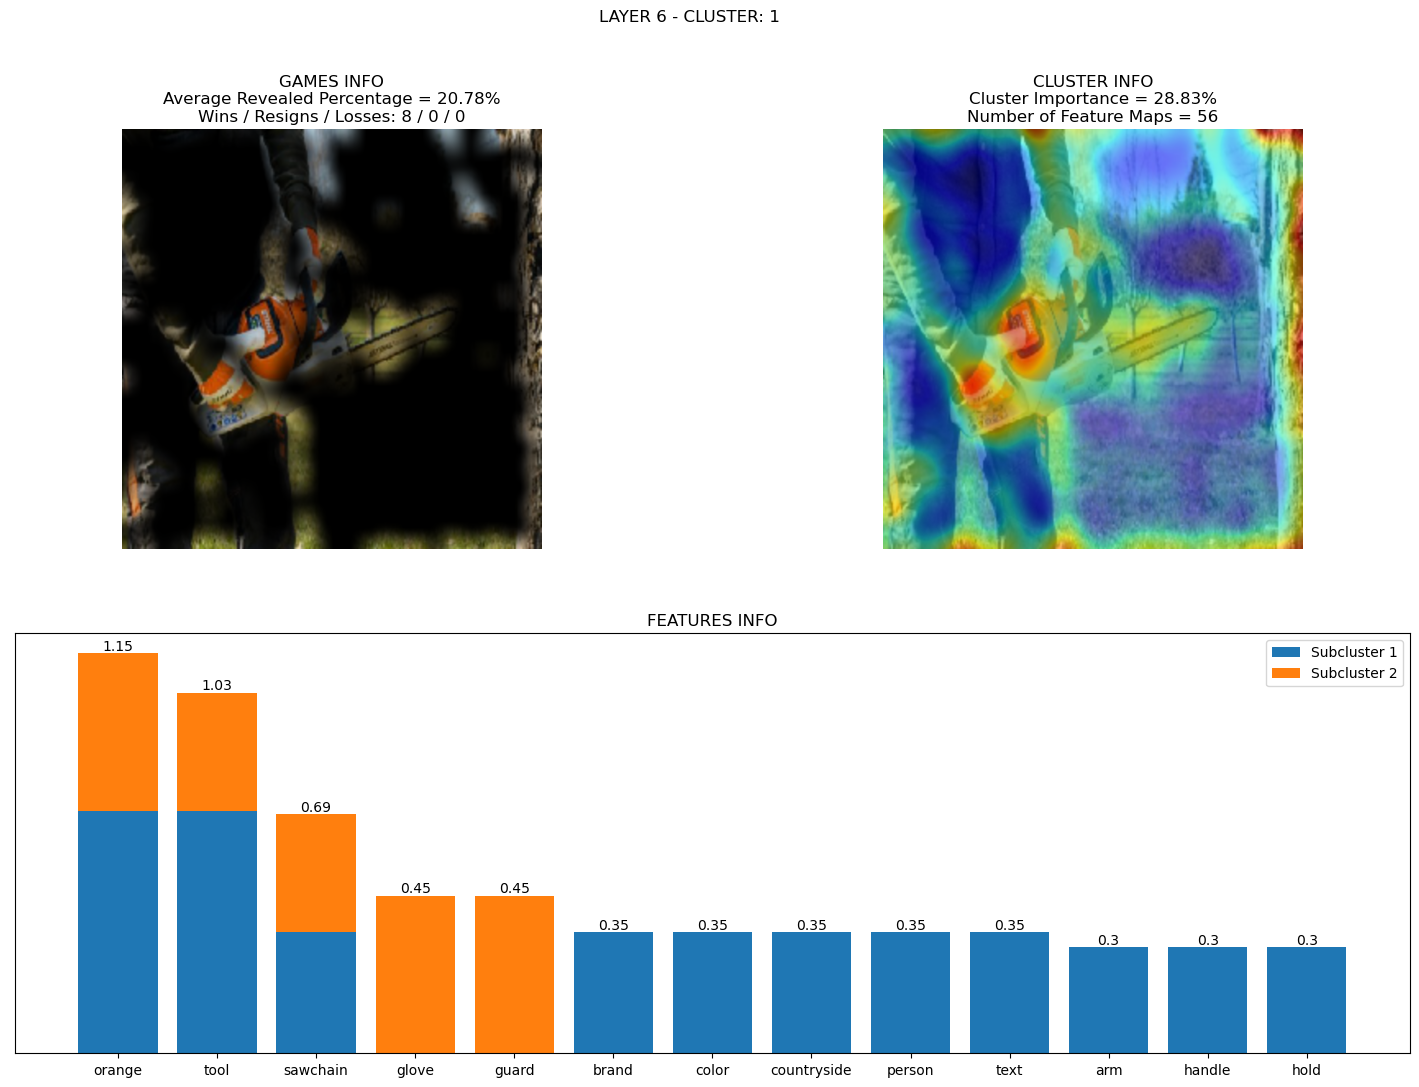 LAYER 6 - CLUSTER: 1
GAMES INFO
Average Revealed Percentage = 20.78%
Wins / Resigns / Losses: 8 / 0 / 0
CLUSTER INFO
Cluster Importance = 28.83%
Number of Feature Maps = 56
FEATURES INFO
Subcluster 1
Subcluster 2
1.15
1.03
0.69
0.45
0.45
0.35
0.35
0.35
0.35
0.35
0.3
0.3
0.3
orange
tool
sawchain
glove
guard
brand
color
countryside
person
text
arm
handle
hold